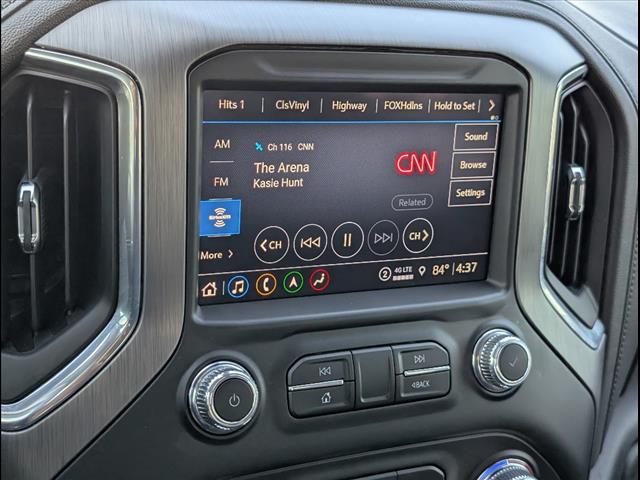 Hits 1 | ClsVinyl | Highway | FOXHdlns | Hold to Set
AM
Ch 116 CNN
Sound
The Arena
CNN
Browse
FM
Kasie Hunt
Settings
Related
SiriusXM
CH
CH
More
2 4G LTE 84° 4:37
BACK